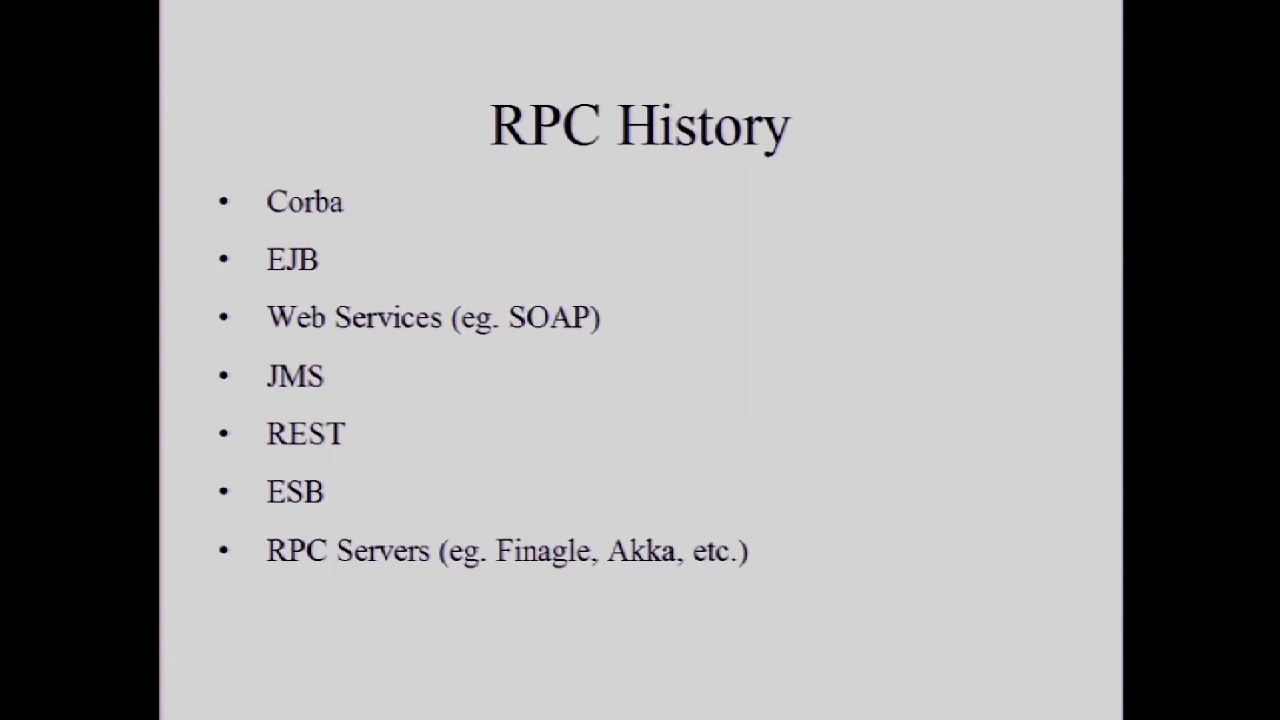 RPC History
• Corba
• EJB
• Web Services (eg. SOAP)
• JMS
• REST
• ESB
• RPC Servers (eg. Finagle, Akka, etc.)